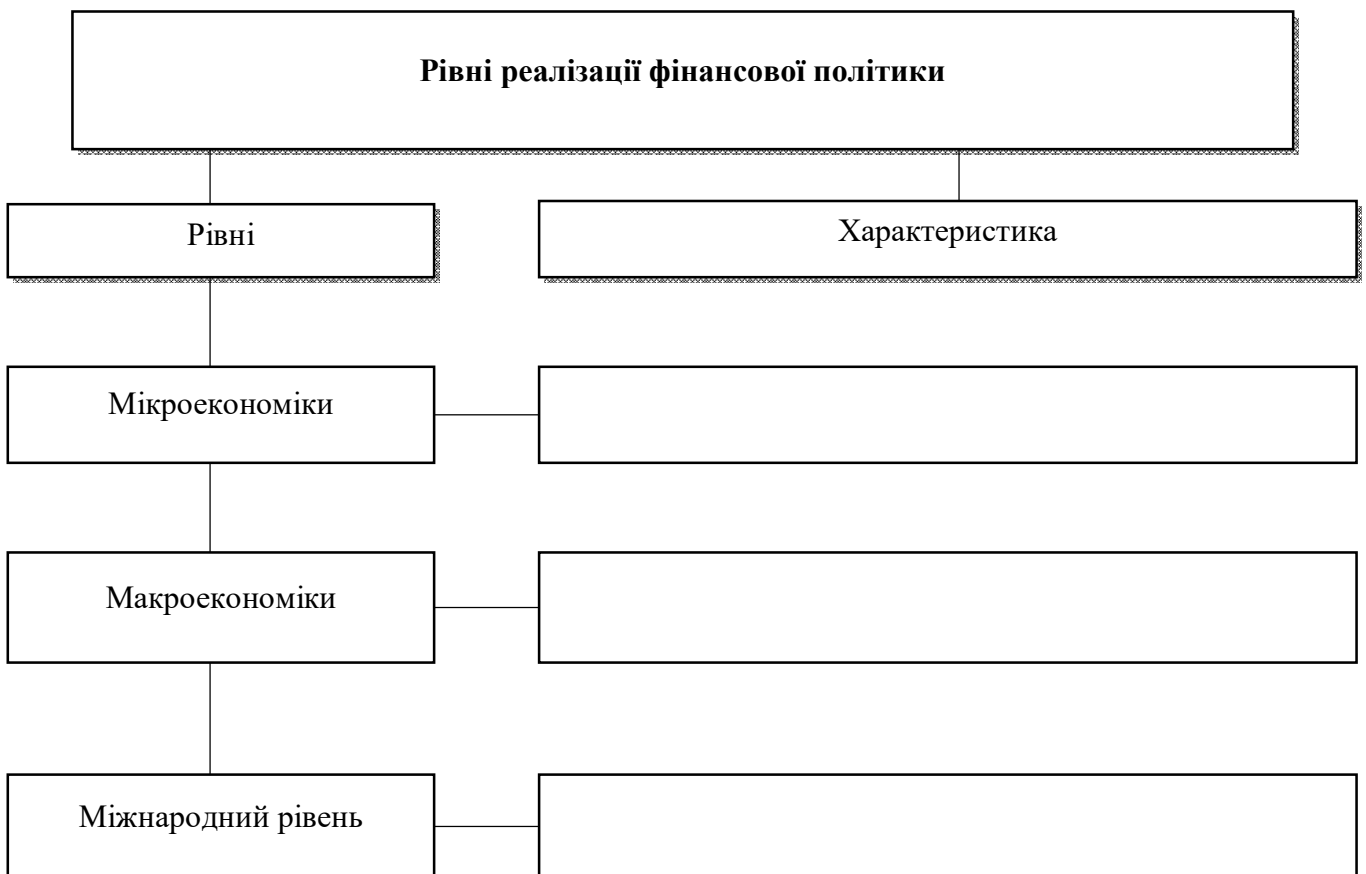 Рівні реалізації фінансової політики
Рівні
Характеристика
Мікроекономіки
Макроекономіки
Міжнародний рівень